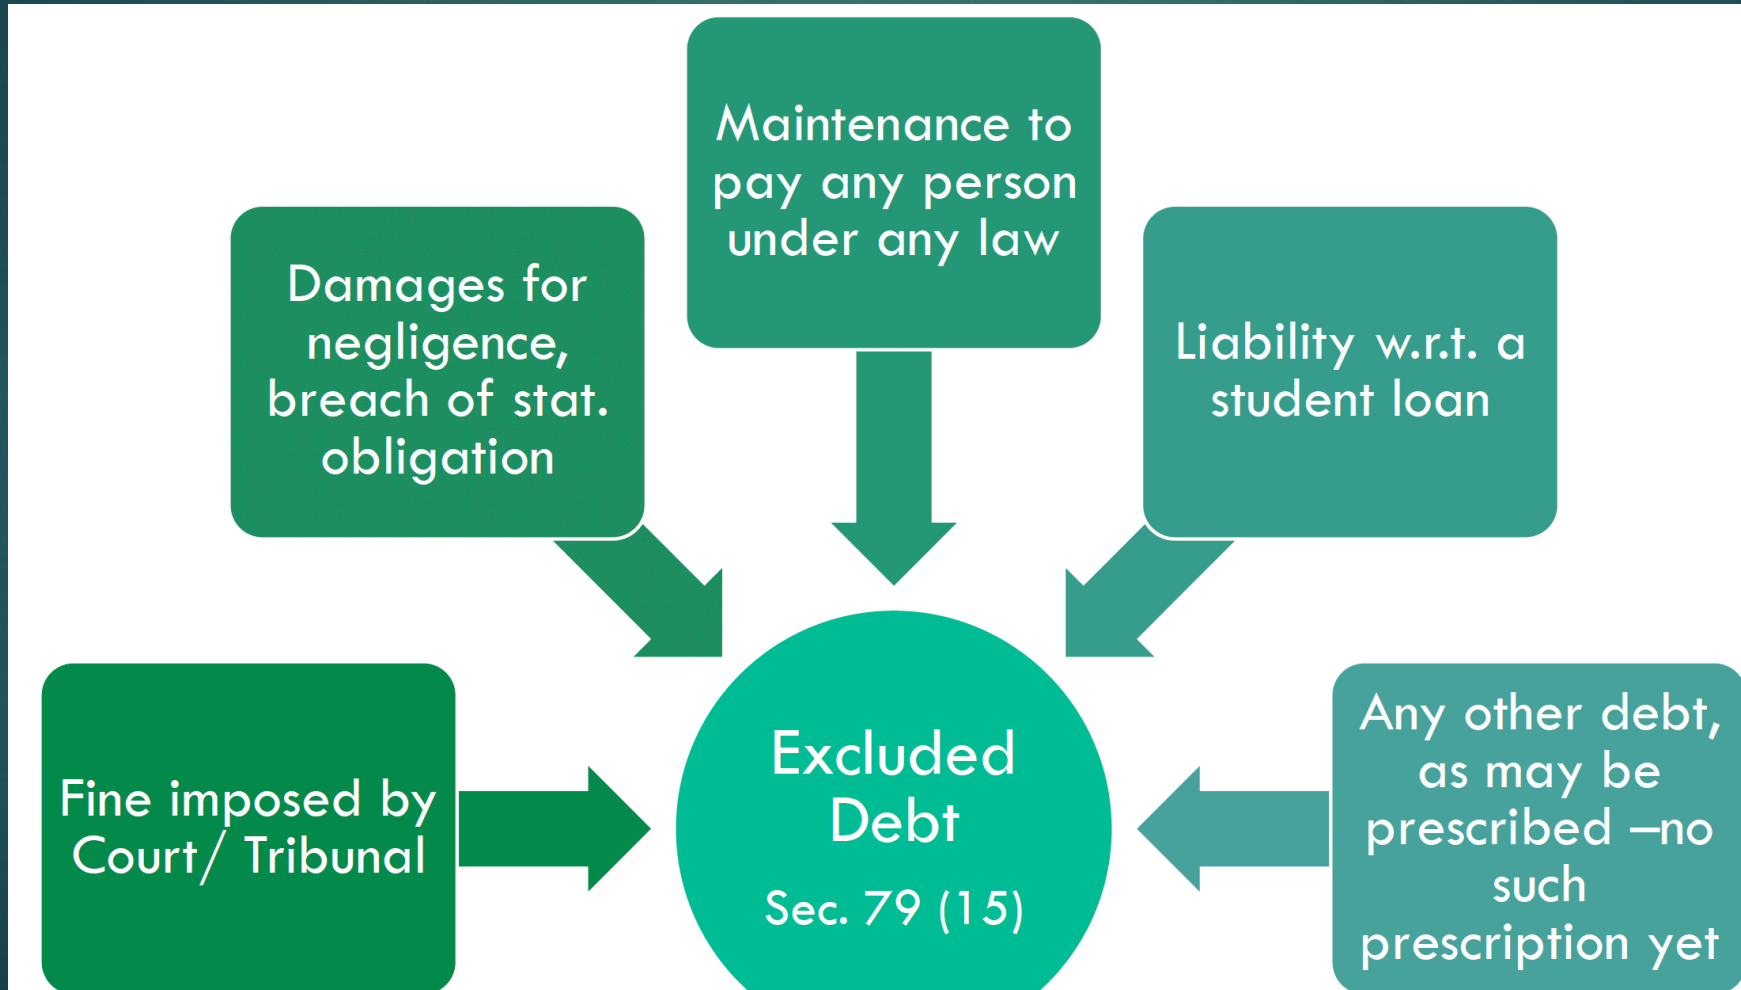 Maintenance to
pay any person
under any law
Damages for
negligence,
breach of stat.
obligation
Liability w.r.t. a
student loan
Fine imposed by
Court/ Tribunal
Excluded
Debt
Sec. 79 (15)
Any other debt,
as may be
prescribed –no
such
prescription yet